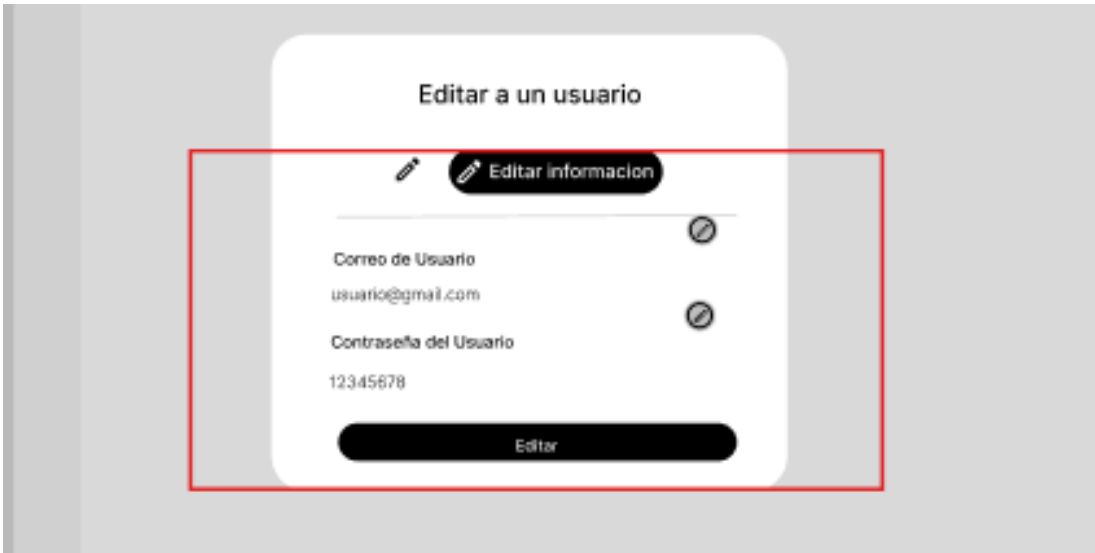 Editar a un usuario
Editar informacion
Correo de Usuario
usuario@gmail.com
Contraseña del Usuario
12345678
Editar